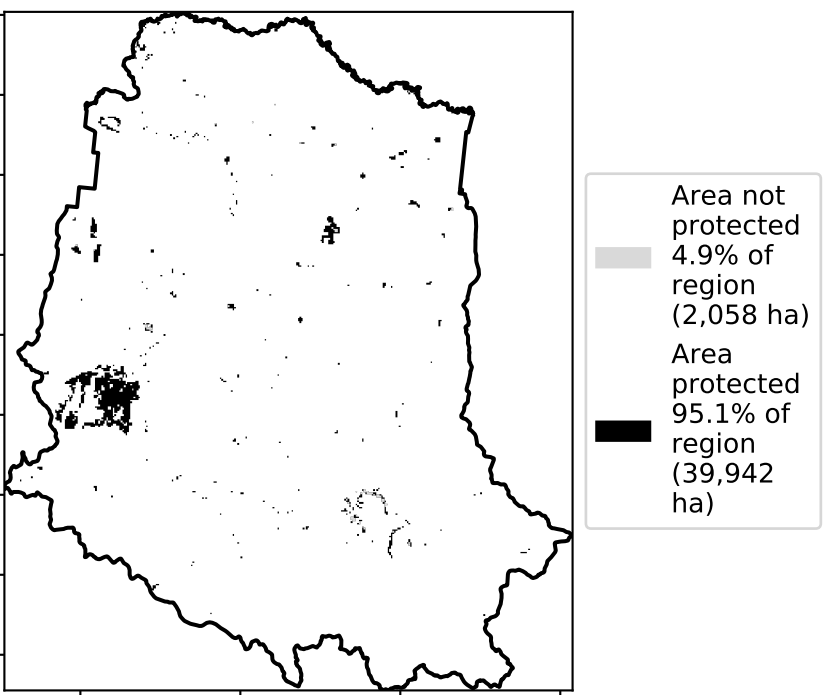 Area not
protected
4.9% of
region
(2,058 ha)
Area
protected
95.1% of
region
(39,942
ha)